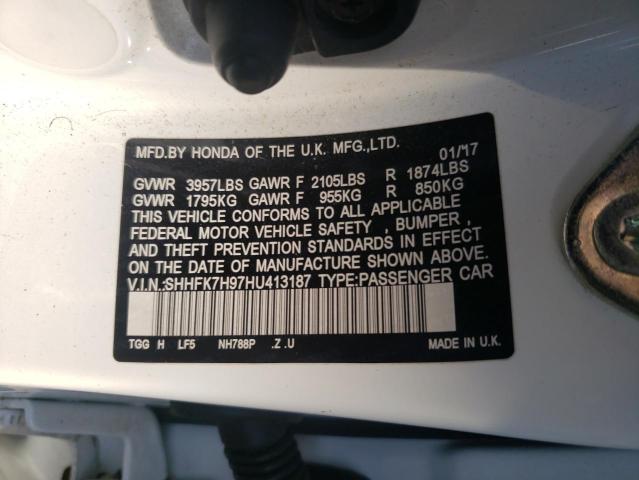 MFD.BY HONDA OF THE U.K. MFG.,LTD. 01/17
GVWR 3957LBS GAWR F 2105LBS R 1874LBS
GVWR 1795KG GAWR F 955KG R 850KG
THIS VEHICLE CONFORMS TO ALL APPLICABLE
FEDERAL MOTOR VEHICLE SAFETY , BUMPER ,
AND THEFT PREVENTION STANDARDS IN EFFECT
ON THE DATE OF MANUFACTURE SHOWN ABOVE.
V.I.N.:SHHFK7H97HU413187 TYPE:PASSENGER CAR
TGG H LF5 NH788P .Z .U MADE IN U.K.